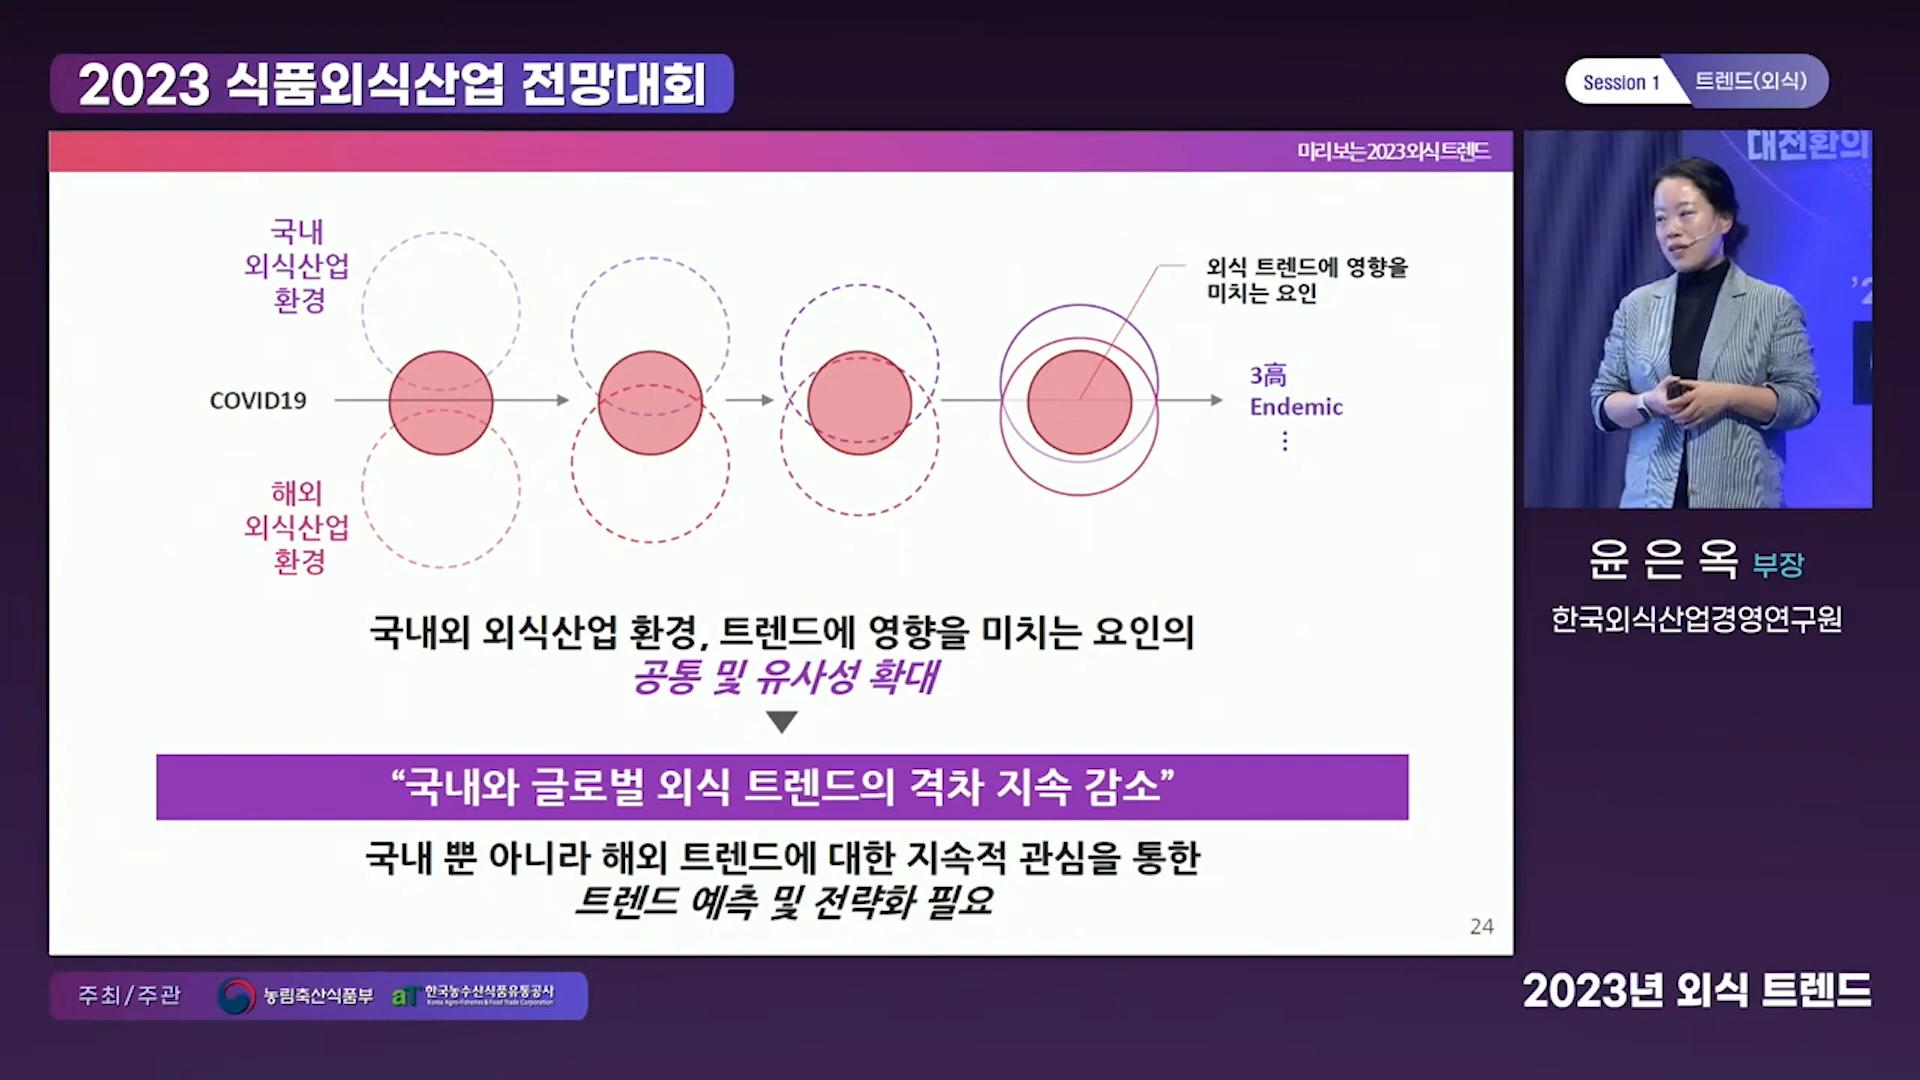 2023 식품외식산업 전망대회
Session 1 트렌드(외식)
미리보는2023외식트렌드
대전환의
국내
외식산업
환경
외식 트렌드에 영향을
미치는 요인
COVID19
3高
Endemic
⋮
해외
외식산업
환경
국내외 외식산업 환경, 트렌드에 영향을 미치는 요인의
공통 및 유사성 확대
“국내와 글로벌 외식 트렌드의 격차 지속 감소”
국내 뿐 아니라 해외 트렌드에 대한 지속적 관심을 통한
트렌드 예측 및 전략화 필요
24
윤은옥 부장
한국외식산업경영연구원
주최/주관 농림축산식품부 aT 한국농수산식품유통공사
Korea Agro-Fisheries & Food Trade Corporation
2023년 외식 트렌드